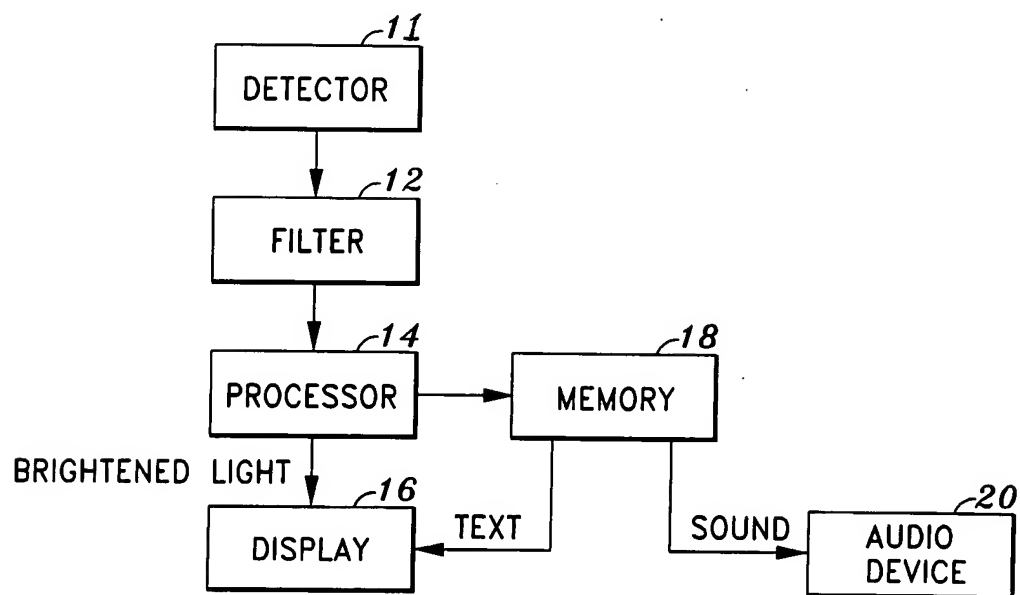 11
DETECTOR
12
FILTER
14
PROCESSOR
18
MEMORY
BRIGHTENED LIGHT
16
DISPLAY
TEXT
SOUND
20
AUDIO
DEVICE